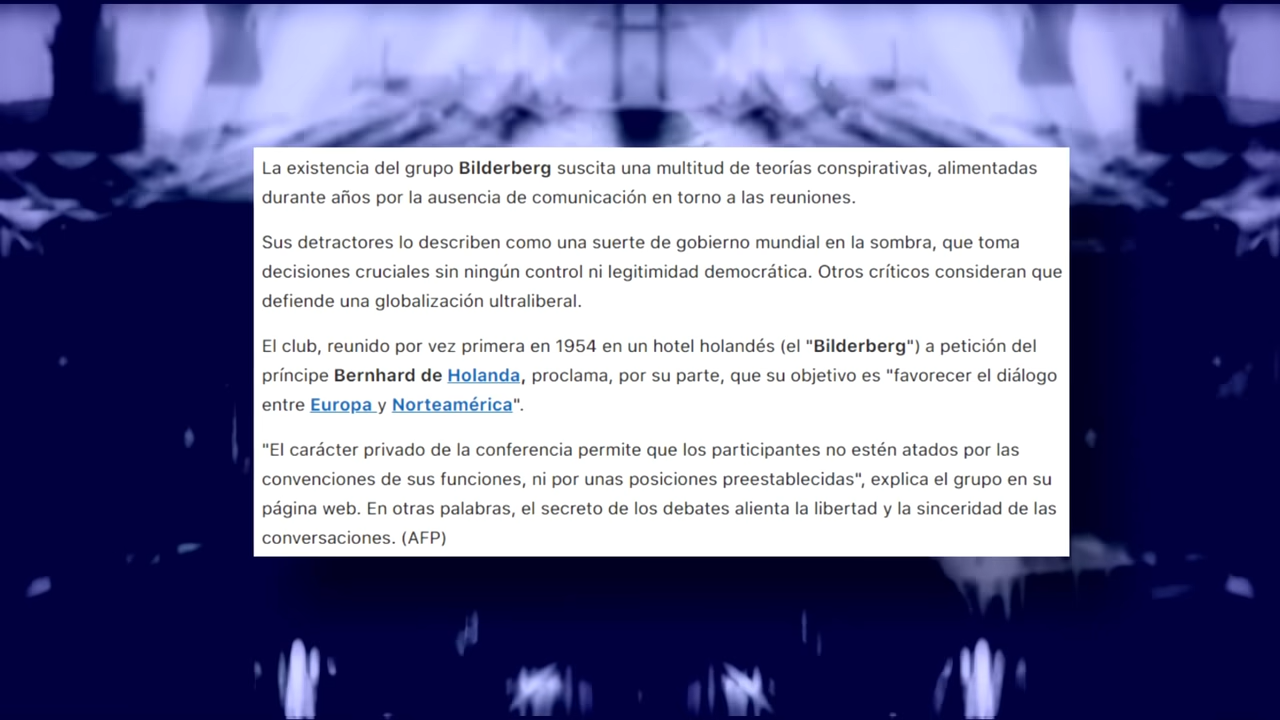 La existencia del grupo Bilderberg suscita una multitud de teorías conspirativas, alimentadas
durante años por la ausencia de comunicación en torno a las reuniones.
Sus detractores lo describen como una suerte de gobierno mundial en la sombra, que toma
decisiones cruciales sin ningún control ni legitimidad democrática. Otros críticos consideran que
defiende una globalización ultraliberal.
El club, reunido por vez primera en 1954 en un hotel holandés (el "Bilderberg") a petición del
príncipe Bernhard de Holanda, proclama, por su parte, que su objetivo es "favorecer el diálogo
entre Europa y Norteamérica".
"El carácter privado de la conferencia permite que los participantes no estén atados por las
convenciones de sus funciones, ni por unas posiciones preestablecidas", explica el grupo en su
página web. En otras palabras, el secreto de los debates alienta la libertad y la sinceridad de las
conversaciones. (AFP)